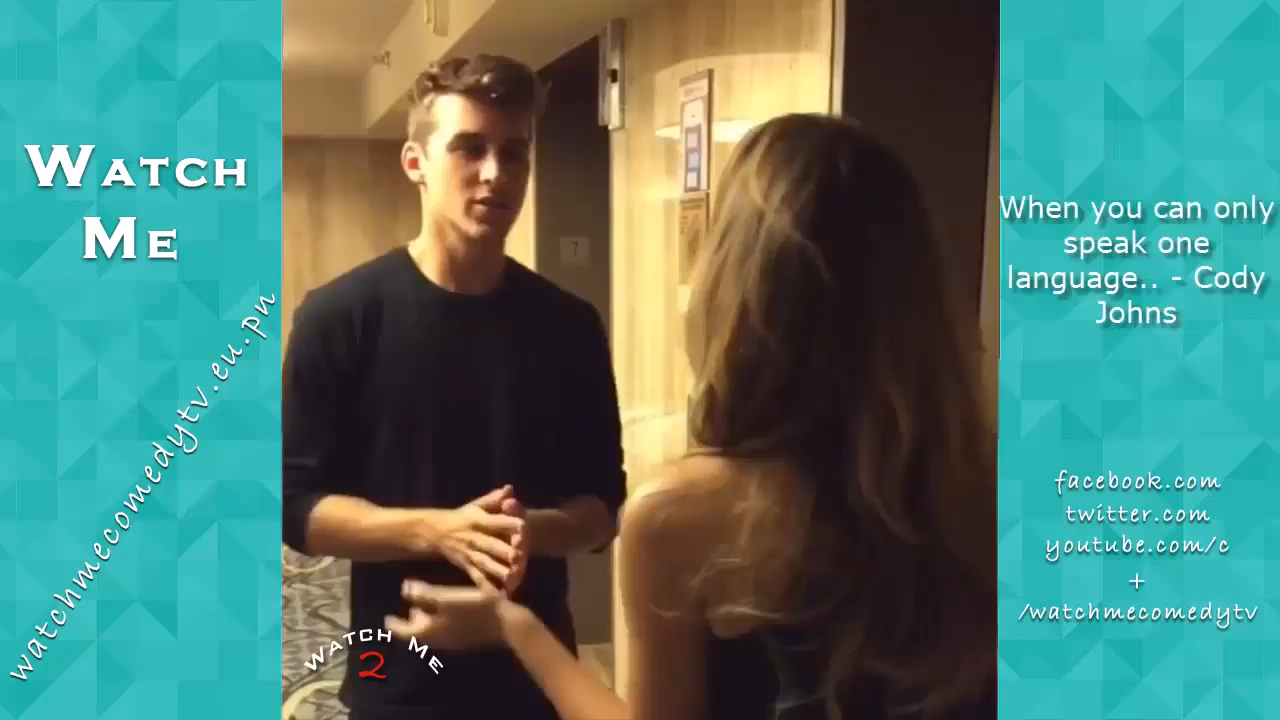 WATCH
ME
watchmecomedytv.eu.pn
7
WATCH ME
2
When you can only
speak one
language.. - Cody
Johns
facebook.com
twitter.com
youtube.com/c
+
/watchmecomedytv